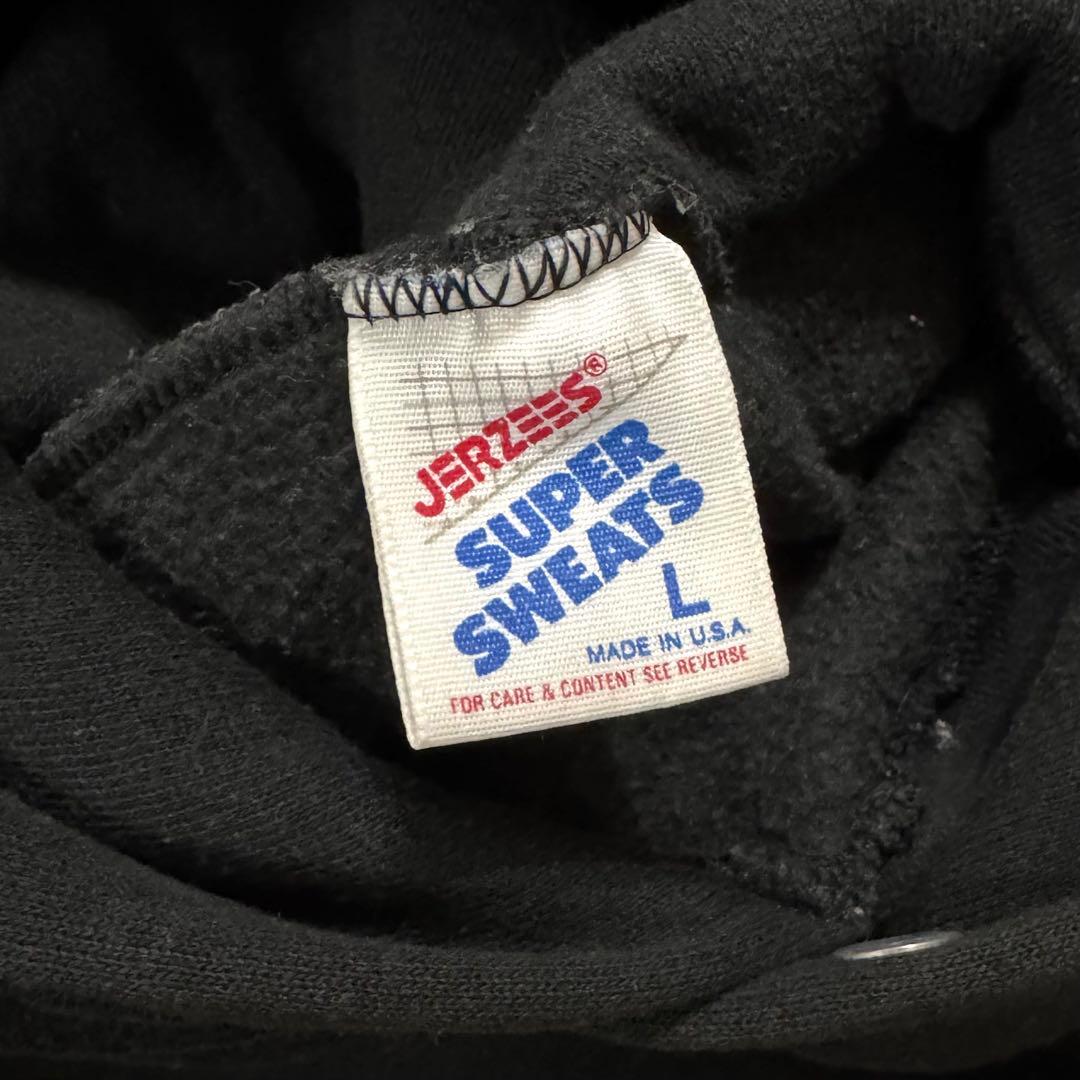 JERZEES®
SUPER
SWEATS
L
MADE IN U.S.A.
FOR CARE & CONTENT SEE REVERSE